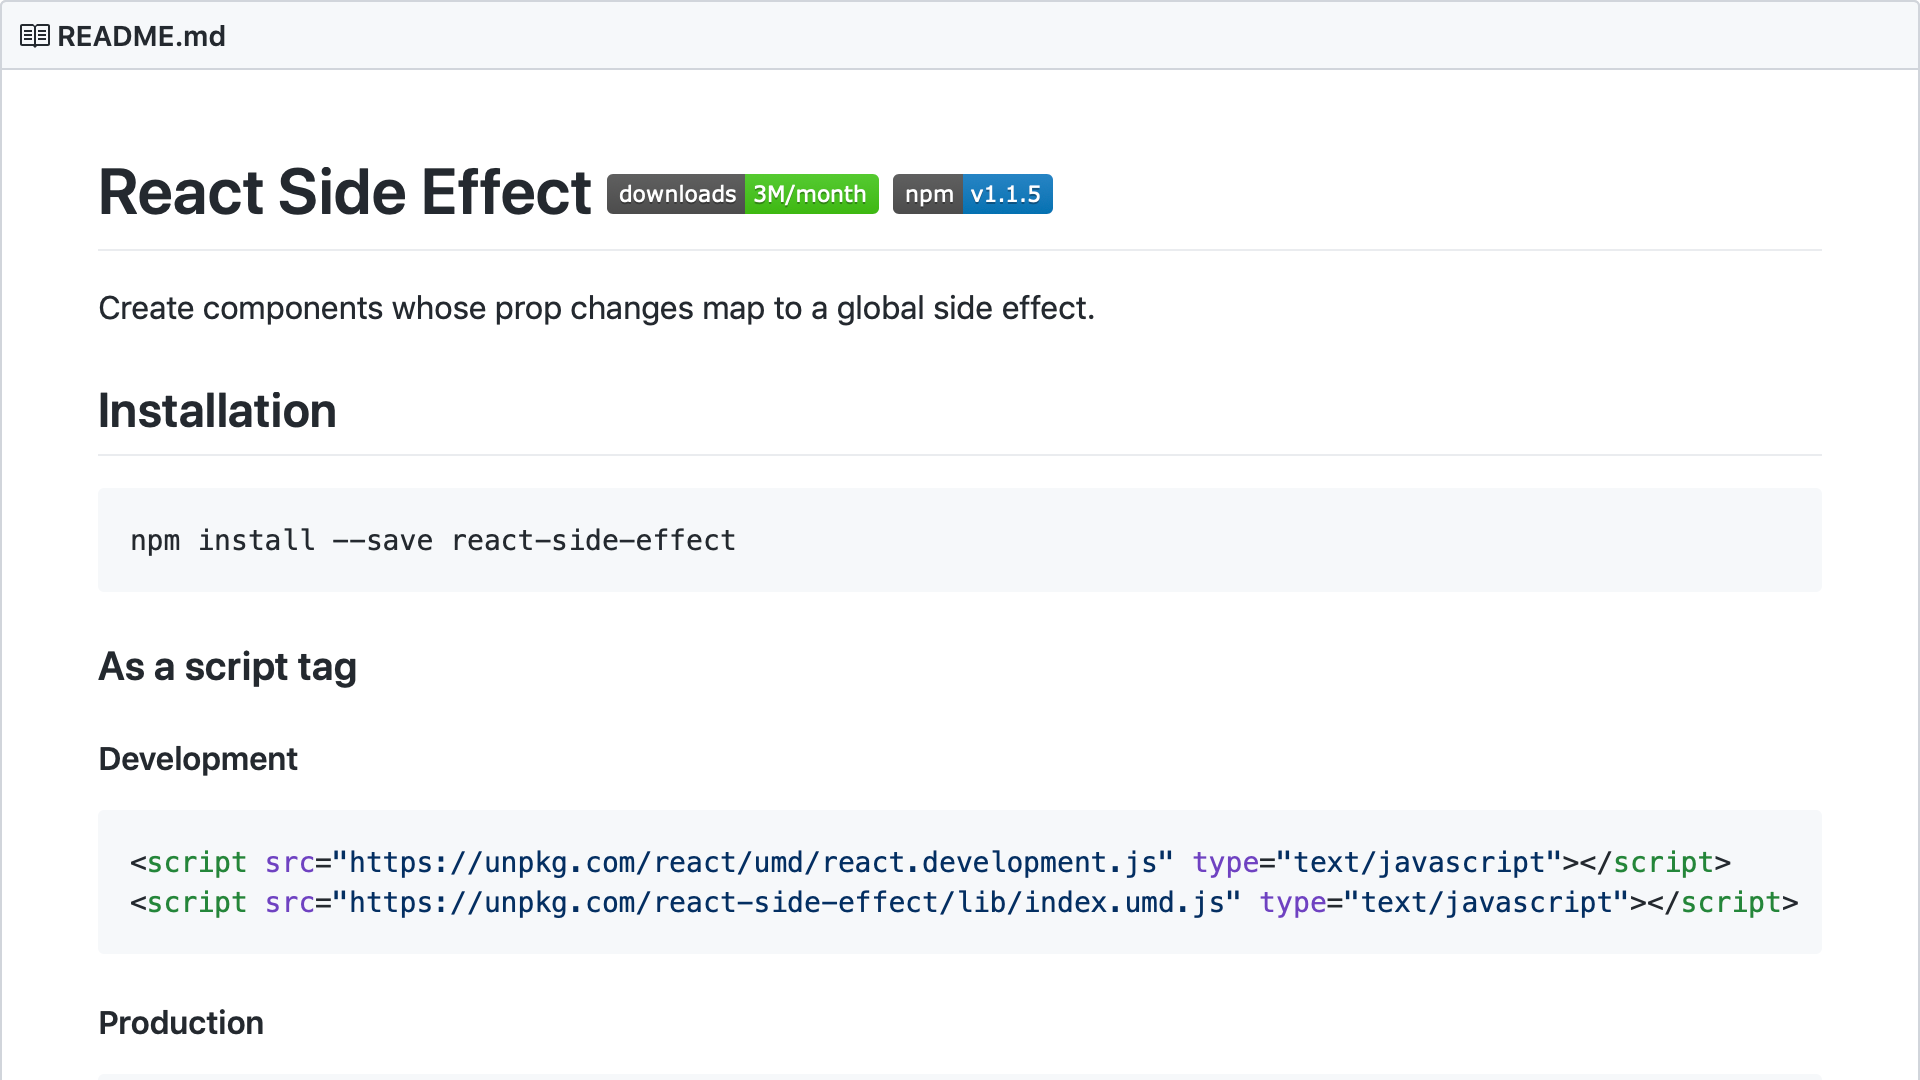 README.md
React Side Effect downloads 3M/month npm v1.1.5
Create components whose prop changes map to a global side effect.
Installation
npm install --save react-side-effect
As a script tag
Development
<script src="https://unpkg.com/react/umd/react.development.js" type="text/javascript"></script>
<script src="https://unpkg.com/react-side-effect/lib/index.umd.js" type="text/javascript"></script>
Production